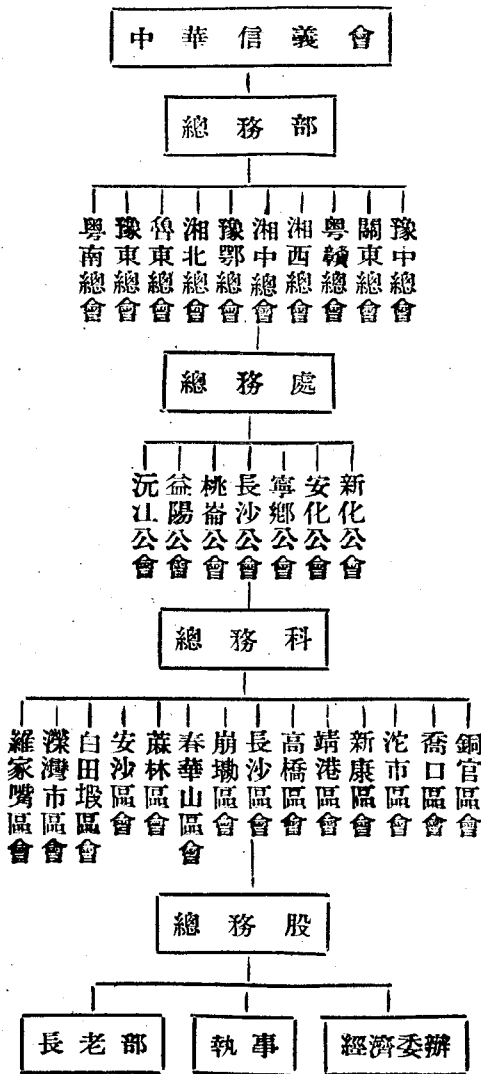 中華信義會
總務部
豫中總會
關東總會
粵贛總會
湘西總會
湘中總會
豫鄂總會
湘北總會
魯東總會
豫東總會
粵南總會
總務處
新化公會
安化公會
寧鄉公會
長沙公會
桃崙公會
益陽公會
沅江公會
總務科
銅官區會
喬口區會
沱市區會
新康區會
靖港區會
高橋區會
長沙區會
崩墈區會
春華山區會
蔴林區會
安沙區會
白田塅區會
濚灣市區會
羅家嘴區會
總務股
長老部
執事
經濟委辦